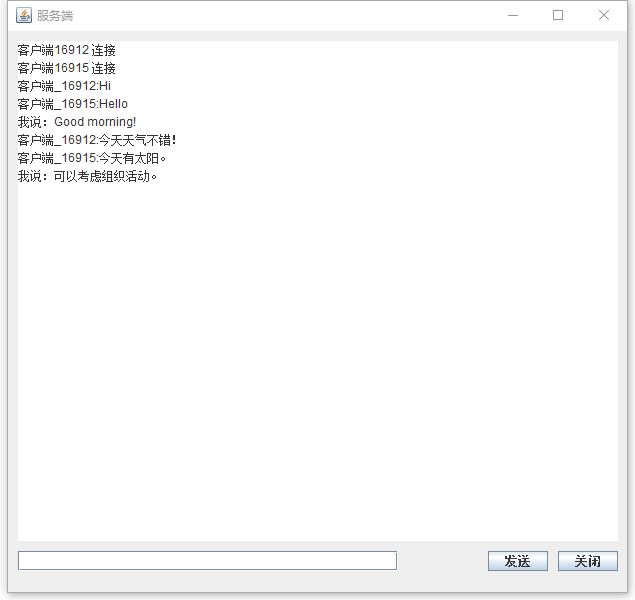 服务端
客户端16912 连接
客户端16915 连接
客户端_16912:Hi
客户端_16915:Hello
我说：Good morning!
客户端_16912:今天天气不错！
客户端_16915:今天有太阳。
我说：可以考虑组织活动。
发送 关闭